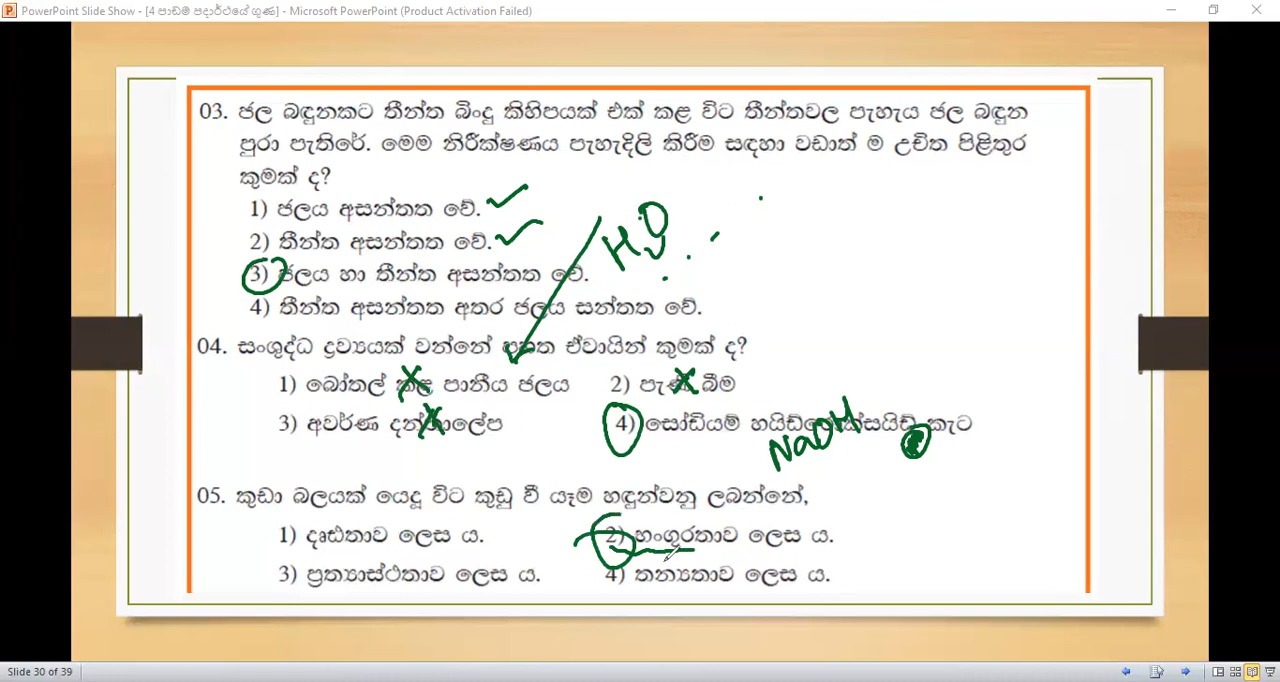 PowerPoint Slide Show - [4 පාඩම පදාර්ථයේ ගුණ] - Microsoft PowerPoint (Product Activation Failed)
03. ජල බඳුනකට තීන්ත බිංදු කිහිපයක් එක් කළ විට තීන්තවල පැහැය ජල බඳුන
පුරා පැතිරේ. මෙම නිරීක්ෂණය පැහැදිලි කිරීම සඳහා වඩාත් ම උචිත පිළිතුර
කුමක් ද?
1) ජලය අසන්තත වේ.
2) තීන්ත අසන්තත වේ.
H2O
3) ජලය හා තීන්ත අසන්තත වේ.
4) තීන්ත අසන්තත අතර ජලය සන්තත වේ.
04. සංශුද්ධ ද්‍රව්‍යයක් වන්නේ පහත ඒවායින් කුමක් ද?
1) බෝතල් කළ පානීය ජලය 2) පැණි බීම
3) අවර්ණ දන්තාලේප 4) සෝඩියම් හයිඩ්රොක්සයිඩ් කැට
NaOH
05. කුඩා බලයක් යෙදූ විට කුඩු වී යෑම හඳුන්වනු ලබන්නේ,
1) දෘඪතාව ලෙස ය. 2) භංගුරතාව ලෙස ය.
3) ප්‍රත්‍යාස්ථතාව ලෙස ය. 4) තන්‍යතාව ලෙස ය.
Slide 30 of 39